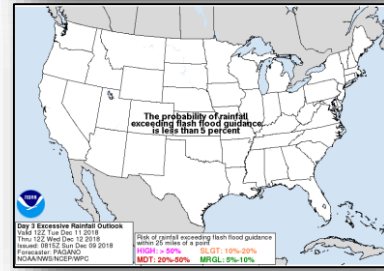 The probability of rainfall
exceeding flash flood guidance
is less than 5 percent
NOAA
Day 3 Excessive Rainfall Outlook
Valid 12Z Tue Dec 11 2018
Thru 12Z Wed Dec 12 2018
Issued: 0815Z Sun Dec 09 2018
Forecaster: PAGANO
NOAA/NWS/NCEP/WPC
Risk of rainfall exceeding flash flood guidance
within 25 miles of a point
HIGH: > 50% SLGT: 10%-20%
MDT: 20%-50% MRGL: 5%-10%